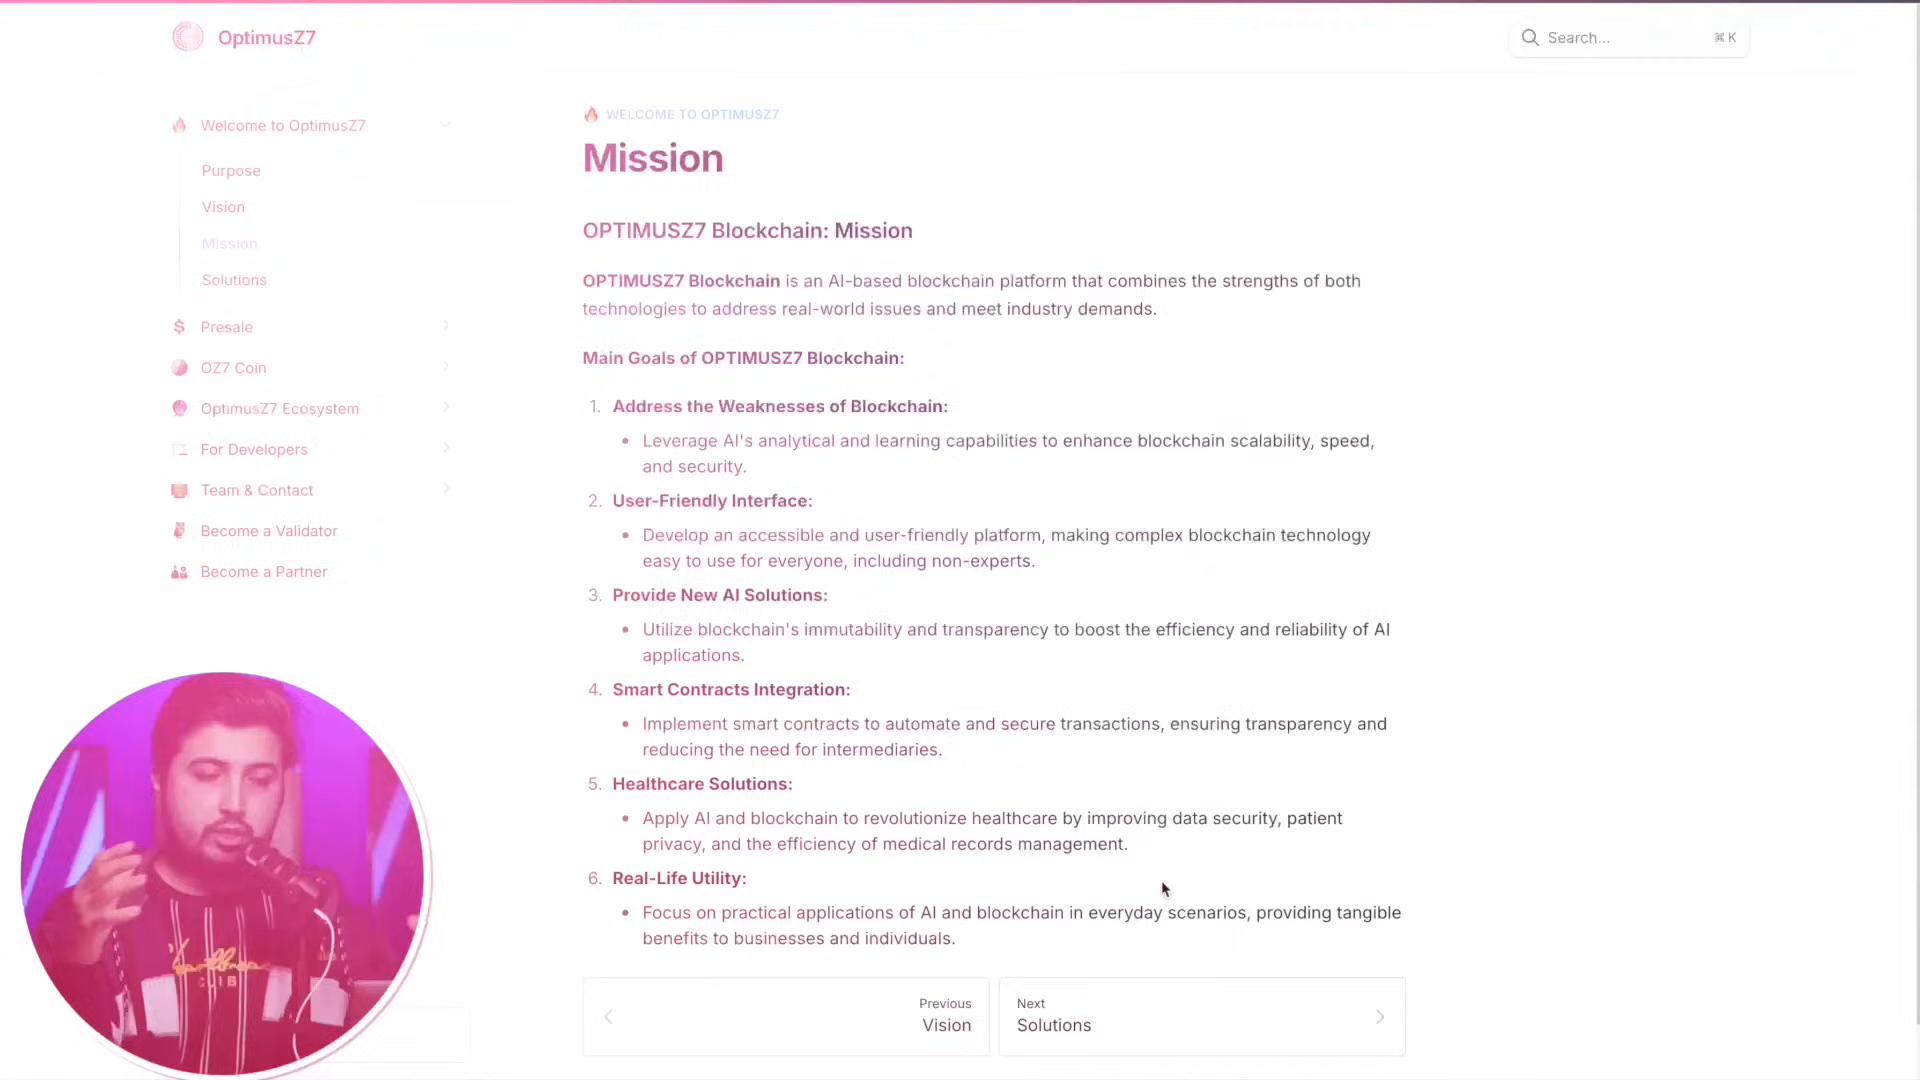 OptimusZ7
Search...
⌘ K
Welcome to OptimusZ7
Purpose
Vision
Mission
Solutions
Presale
OZ7 Coin
OptimusZ7 Ecosystem
For Developers
Team & Contact
Become a Validator
Become a Partner
WELCOME TO OPTIMUSZ7
Mission
OPTIMUSZ7 Blockchain: Mission
OPTIMUSZ7 Blockchain is an AI-based blockchain platform that combines the strengths of both
technologies to address real-world issues and meet industry demands.
Main Goals of OPTIMUSZ7 Blockchain:
1. Address the Weaknesses of Blockchain:
• Leverage AI's analytical and learning capabilities to enhance blockchain scalability, speed,
and security.
2. User-Friendly Interface:
• Develop an accessible and user-friendly platform, making complex blockchain technology
easy to use for everyone, including non-experts.
3. Provide New AI Solutions:
• Utilize blockchain's immutability and transparency to boost the efficiency and reliability of AI
applications.
4. Smart Contracts Integration:
• Implement smart contracts to automate and secure transactions, ensuring transparency and
reducing the need for intermediaries.
5. Healthcare Solutions:
• Apply AI and blockchain to revolutionize healthcare by improving data security, patient
privacy, and the efficiency of medical records management.
6. Real-Life Utility:
• Focus on practical applications of AI and blockchain in everyday scenarios, providing tangible
benefits to businesses and individuals.
Previous
Vision
Next
Solutions